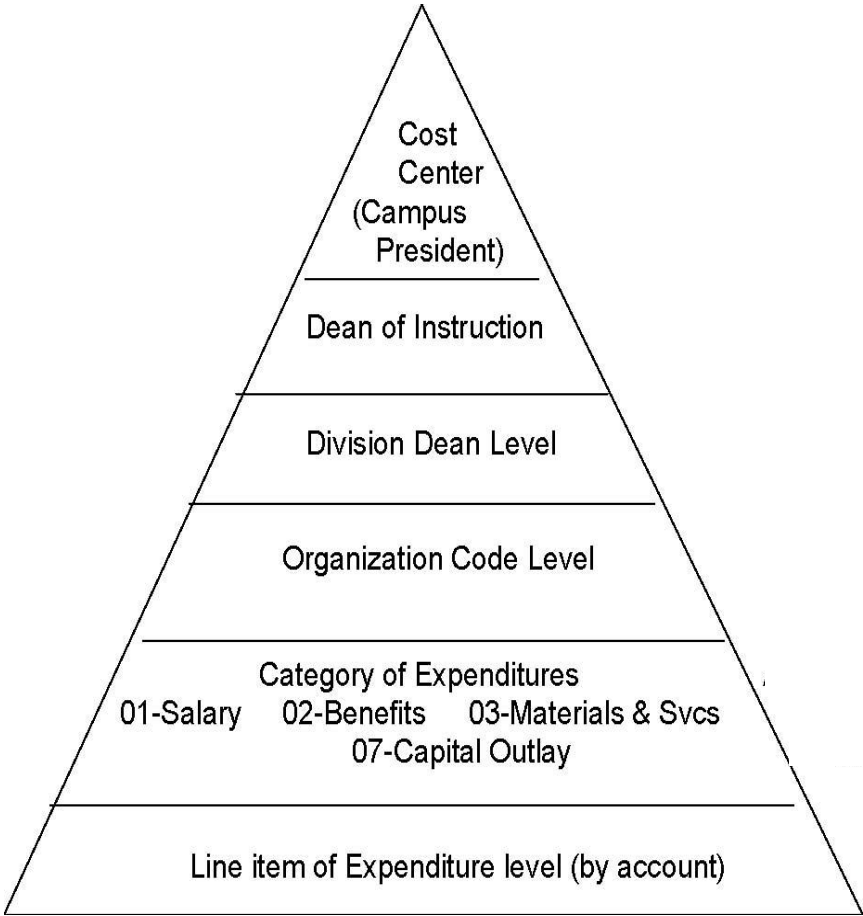 Cost
Center
(Campus
President)
Dean of Instruction
Division Dean Level
Organization Code Level
Category of Expenditures
01-Salary 02-Benefits 03-Materials & Svcs
07-Capital Outlay
Line item of Expenditure level (by account)